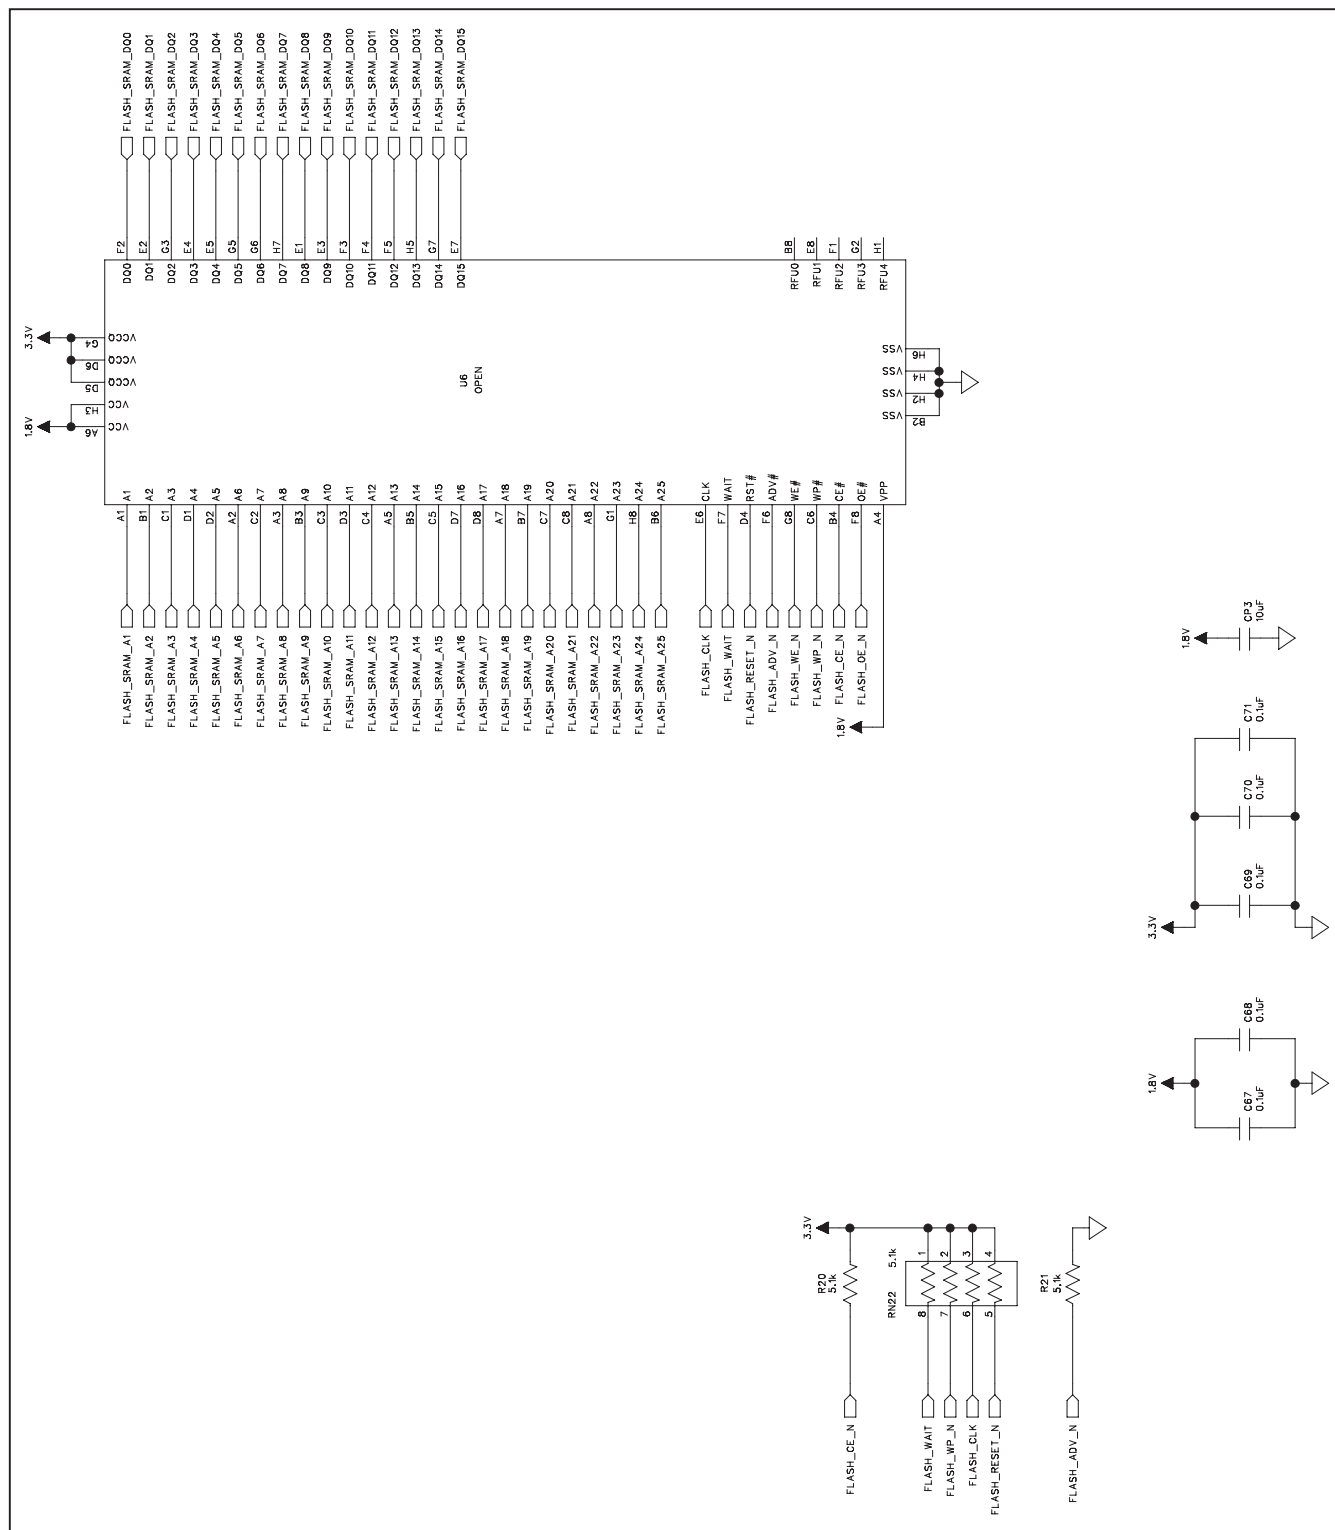 FLASH_SRAM_A1
A1
A1
FLASH_SRAM_A2
B1
A2
FLASH_SRAM_A3
C1
A3
FLASH_SRAM_A4
D1
A4
FLASH_SRAM_A5
D2
A5
FLASH_SRAM_A6
A2
A6
FLASH_SRAM_A7
C2
A7
FLASH_SRAM_A8
A3
A8
FLASH_SRAM_A9
B3
A9
FLASH_SRAM_A10
C3
A10
FLASH_SRAM_A11
D3
A11
FLASH_SRAM_A12
C4
A12
FLASH_SRAM_A13
A5
A13
FLASH_SRAM_A14
B5
A14
FLASH_SRAM_A15
C5
A15
FLASH_SRAM_A16
D7
A16
FLASH_SRAM_A17
D8
A17
FLASH_SRAM_A18
A7
A18
FLASH_SRAM_A19
B7
A19
FLASH_SRAM_A20
C7
A20
FLASH_SRAM_A21
C8
A21
FLASH_SRAM_A22
A8
A22
FLASH_SRAM_A23
G1
A23
FLASH_SRAM_A24
H8
A24
FLASH_SRAM_A25
B6
A25
FLASH_CLK
E6
CLK
FLASH_WAIT
F7
WAIT
FLASH_RESET_N
D4
RST#
FLASH_ADV_N
F6
ADV#
FLASH_WE_N
G8
WE#
FLASH_WP_N
C6
WP#
FLASH_CE_N
B4
CE#
FLASH_OE_N
F8
OE#
1.8V
A4
VPP
1.8V
A6
VCC
H3
VCC
3.3V
D5
VCCQ
D6
VCCQ
G4
VCCQ
U6
OPEN
DQ0
F2
FLASH_SRAM_DQ0
DQ1
E2
FLASH_SRAM_DQ1
DQ2
G3
FLASH_SRAM_DQ2
DQ3
E4
FLASH_SRAM_DQ3
DQ4
E5
FLASH_SRAM_DQ4
DQ5
G5
FLASH_SRAM_DQ5
DQ6
G6
FLASH_SRAM_DQ6
DQ7
H7
FLASH_SRAM_DQ7
DQ8
E1
FLASH_SRAM_DQ8
DQ9
E3
FLASH_SRAM_DQ9
DQ10
F3
FLASH_SRAM_DQ10
DQ11
F4
FLASH_SRAM_DQ11
DQ12
F5
FLASH_SRAM_DQ12
DQ13
H5
FLASH_SRAM_DQ13
DQ14
G7
FLASH_SRAM_DQ14
DQ15
E7
FLASH_SRAM_DQ15
RFU0
B8
RFU1
E8
RFU2
F1
RFU3
G2
RFU4
H1
VSS
B2
VSS
H2
VSS
H4
VSS
H6
3.3V
R20
5.1k
FLASH_CE_N
RN22
5.1k
FLASH_WAIT
8
1
FLASH_WP_N
7
2
FLASH_CLK
6
3
FLASH_RESET_N
5
4
R21
5.1k
FLASH_ADV_N
1.8V
C67
0.1uF
C68
0.1uF
3.3V
C69
0.1uF
C70
0.1uF
C71
0.1uF
1.8V
CP3
10uF